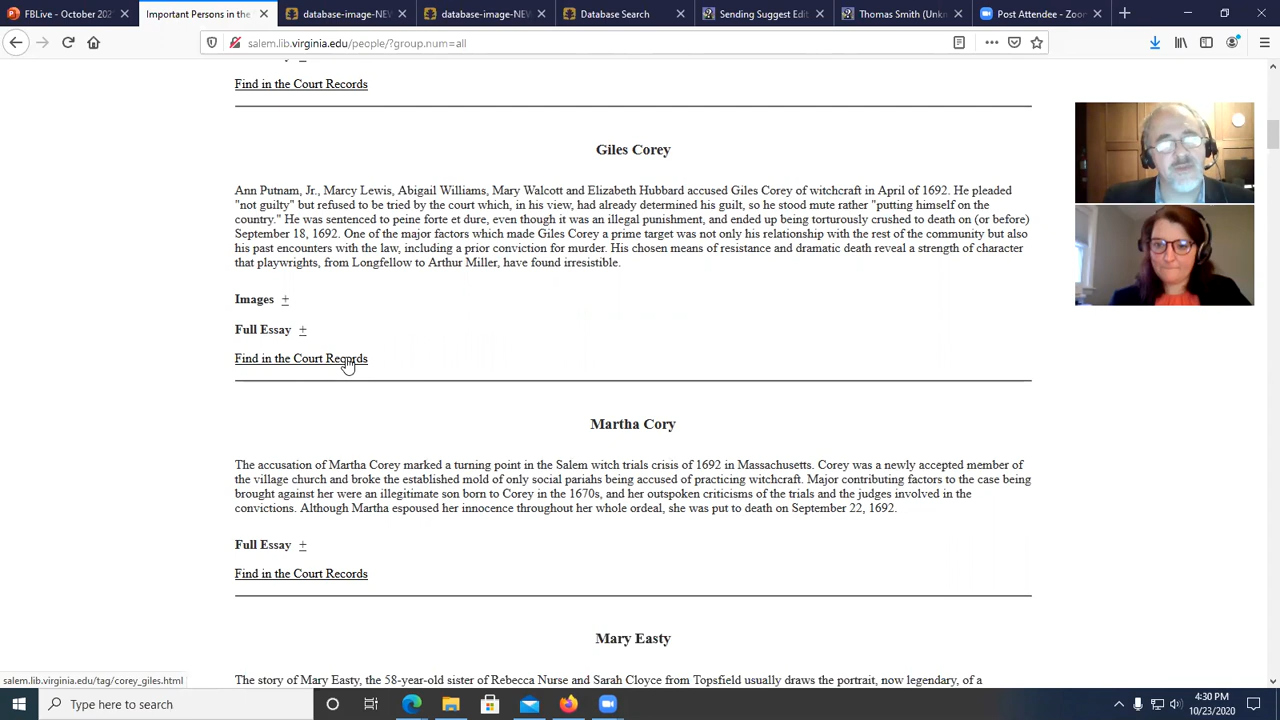 FBLive - October 202
Important Persons in the
database-image-NEW
database-image-NEW
Database Search
Sending Suggest Edit
Thomas Smith (Unkn
Post Attendee - Zoom
salem.lib.virginia.edu/people/?group.num=all
Find in the Court Records
Giles Corey
Ann Putnam, Jr., Marcy Lewis, Abigail Williams, Mary Walcott and Elizabeth Hubbard accused Giles Corey of witchcraft in April of 1692. He pleaded
"not guilty" but refused to be tried by the court which, in his view, had already determined his guilt, so he stood mute rather "putting himself on the
country." He was sentenced to peine forte et dure, even though it was an illegal punishment, and ended up being torturously crushed to death on (or before)
September 18, 1692. One of the major factors which made Giles Corey a prime target was not only his relationship with the rest of the community but also
his past encounters with the law, including a prior conviction for murder. His chosen means of resistance and dramatic death reveal a strength of character
that playwrights, from Longfellow to Arthur Miller, have found irresistible.
Images +
Full Essay +
Find in the Court Records
Martha Cory
The accusation of Martha Corey marked a turning point in the Salem witch trials crisis of 1692 in Massachusetts. Corey was a newly accepted member of
the village church and broke the established mold of only social pariahs being accused of practicing witchcraft. Major contributing factors to the case being
brought against her were an illegitimate son born to Corey in the 1670s, and her outspoken criticisms of the trials and the judges involved in the
convictions. Although Martha espoused her innocence throughout her whole ordeal, she was put to death on September 22, 1692.
Full Essay +
Find in the Court Records
Mary Easty
The story of Mary Easty, the 58-year-old sister of Rebecca Nurse and Sarah Cloyce from Topsfield usually draws the portrait, now legendary, of a
salem.lib.virginia.edu/tag/corey_giles.html
Type here to search
4:30 PM
10/23/2020